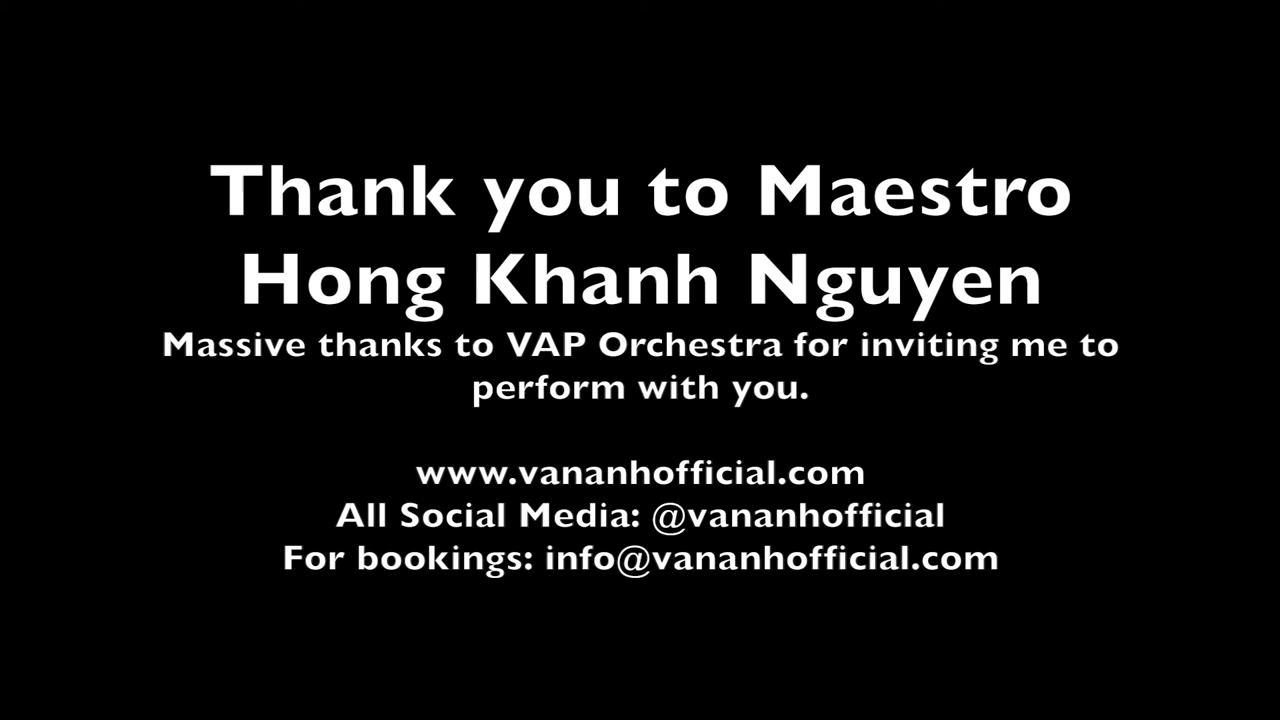 Thank you to Maestro
Hong Khanh Nguyen
Massive thanks to VAP Orchestra for inviting me to
perform with you.
www.vananhofficial.com
All Social Media: @vananhofficial
For bookings: info@vananhofficial.com